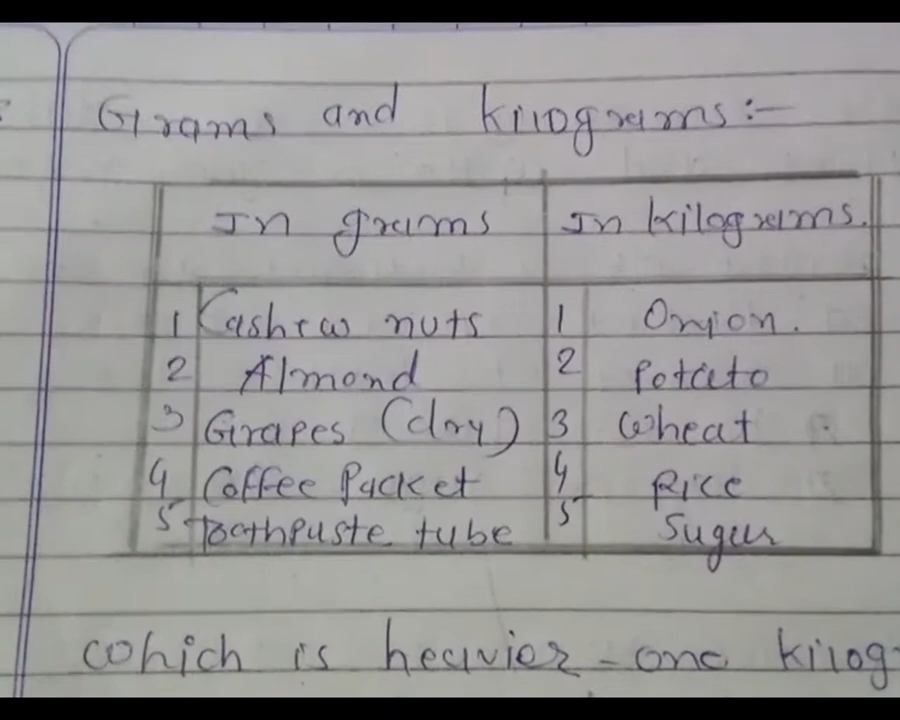 Grams and kilograms:-
In grams In kilograms.
1 Cashew nuts 1 Onion.
2 Almond 2 Potato
3 Grapes (dry) 3 Wheat
4 Coffee Packet 4 Rice
5 toothpaste tube 5 Sugar
Which is heavier - one kilog